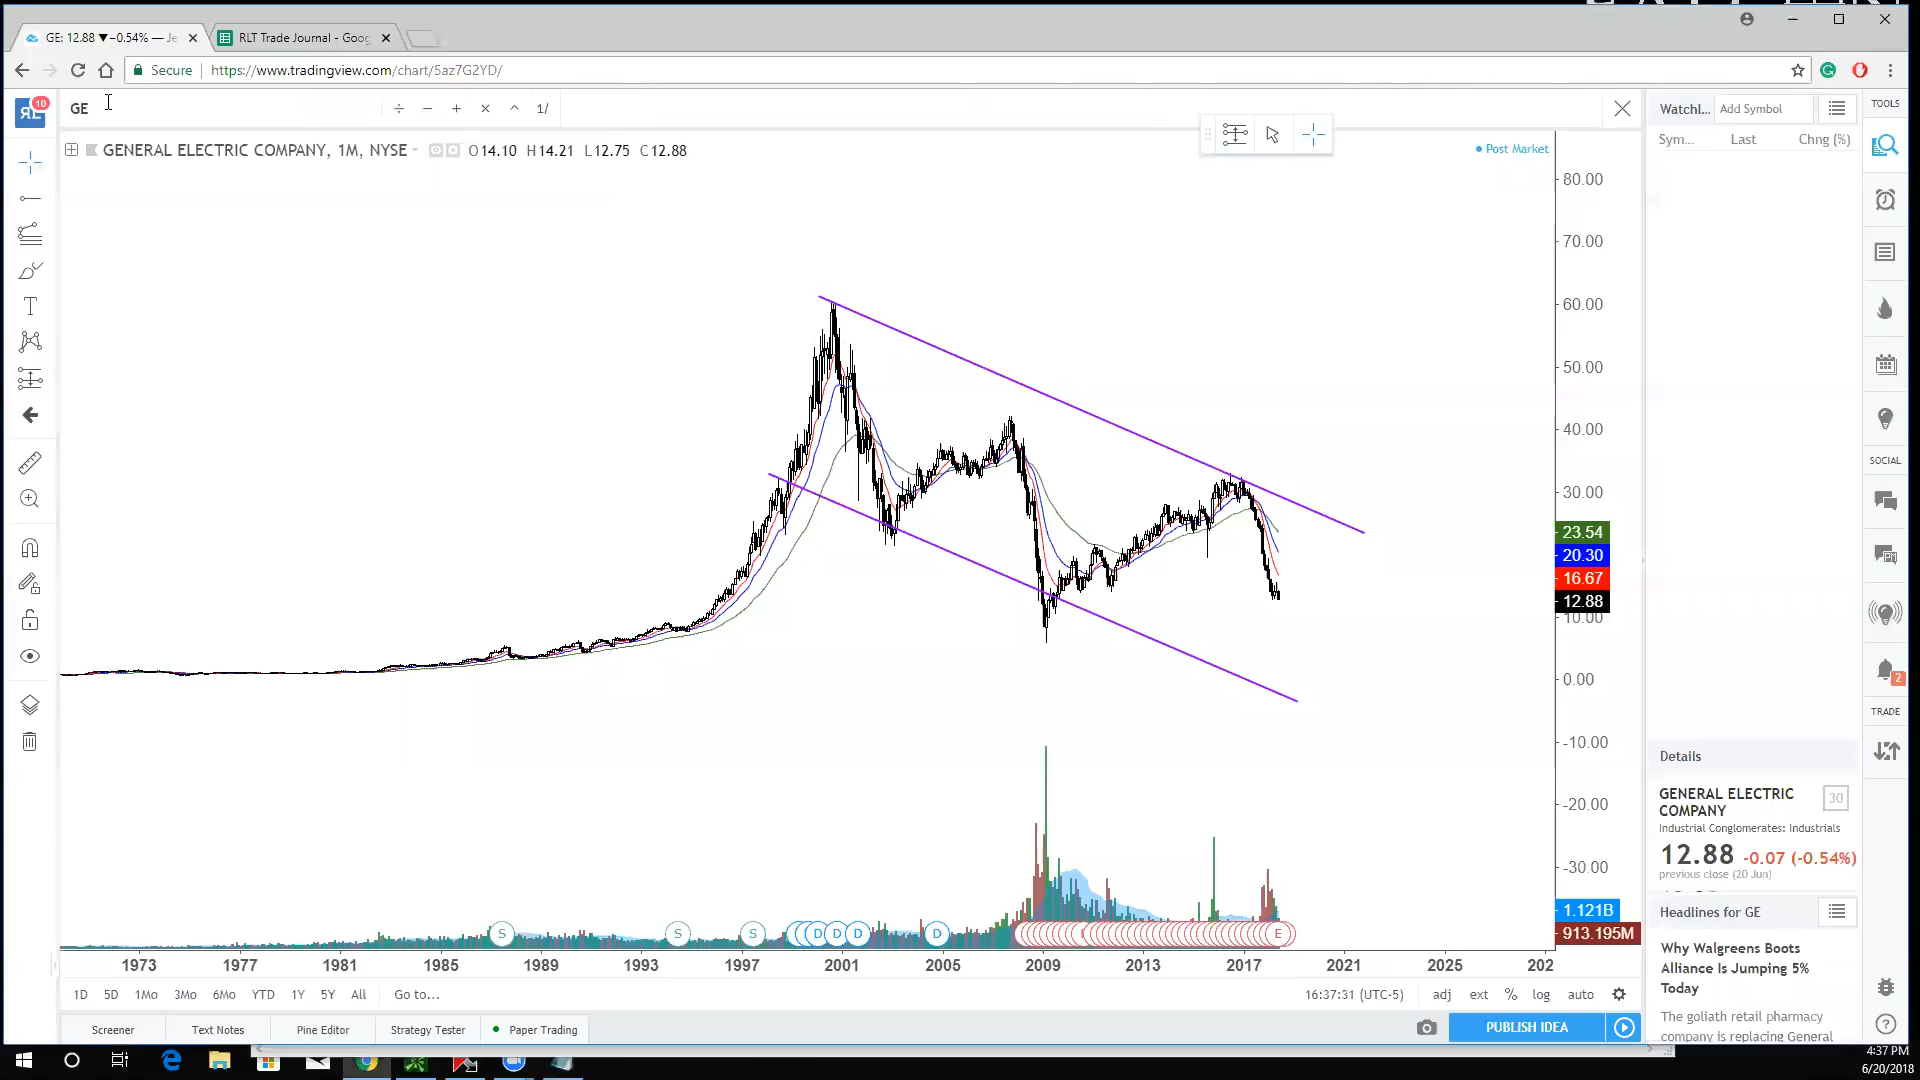 GE: 12.88 ▼ −0.54% — Je
RLT Trade Journal - Goog
Secure
https://www.tradingview.com/chart/5az7G2YD/
10
GE
÷ − + × ^ 1/
Watchl...
Add Symbol
TOOLS
GENERAL ELECTRIC COMPANY, 1M, NYSE
O14.10 H14.21 L12.75 C12.88
Post Market
Sym... Last Chng (%)
80.00
70.00
60.00
50.00
40.00
30.00
23.54
20.30
16.67
12.88
10.00
0.00
-10.00
-20.00
-30.00
1.121B
913.195M
SOCIAL
2
TRADE
Details
GENERAL ELECTRIC
COMPANY
30
Industrial Conglomerates: Industrials
12.88 -0.07 (-0.54%)
previous close (20 Jun)
Headlines for GE
Why Walgreens Boots
Alliance Is Jumping 5%
Today
The goliath retail pharmacy
company is replacing General
S S S D D D D E
1973 1977 1981 1985 1989 1993 1997 2001 2005 2009 2013 2017 2021 2025 202
1D 5D 1Mo 3Mo 6Mo YTD 1Y 5Y All Go to...
16:37:31 (UTC-5) adj ext % log auto
Screener Text Notes Pine Editor Strategy Tester Paper Trading
PUBLISH IDEA
4:37 PM
6/20/2018